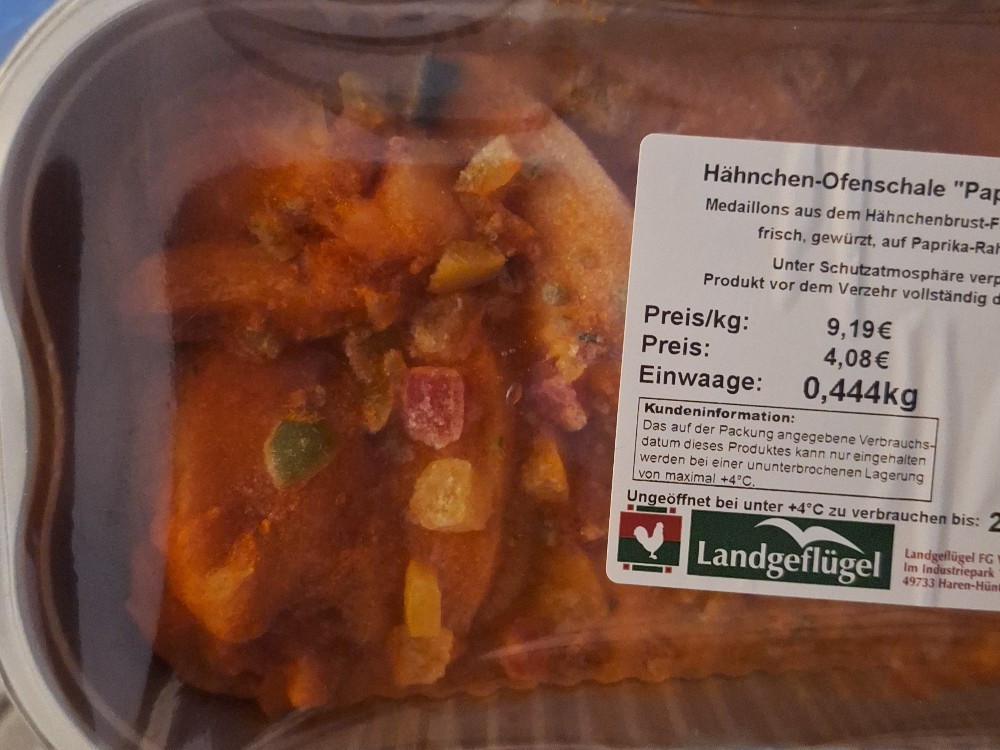 Hähnchen-Ofenschale "Pap
Medaillons aus dem Hähnchenbrust-F
frisch, gewürzt, auf Paprika-Rah
Unter Schutzatmosphäre verp
Produkt vor dem Verzehr vollständig d
Preis/kg: 9,19€
Preis: 4,08€
Einwaage: 0,444kg
Kundeninformation:
Das auf der Packung angegebene Verbrauchs-
datum dieses Produktes kann nur eingehalten
werden bei einer ununterbrochenen Lagerung
von maximal +4°C.
Ungeöffnet bei unter +4°C zu verbrauchen bis: 2
Landgeflügel
Landgeflügel FG
Im Industriepark
49733 Haren-Hün